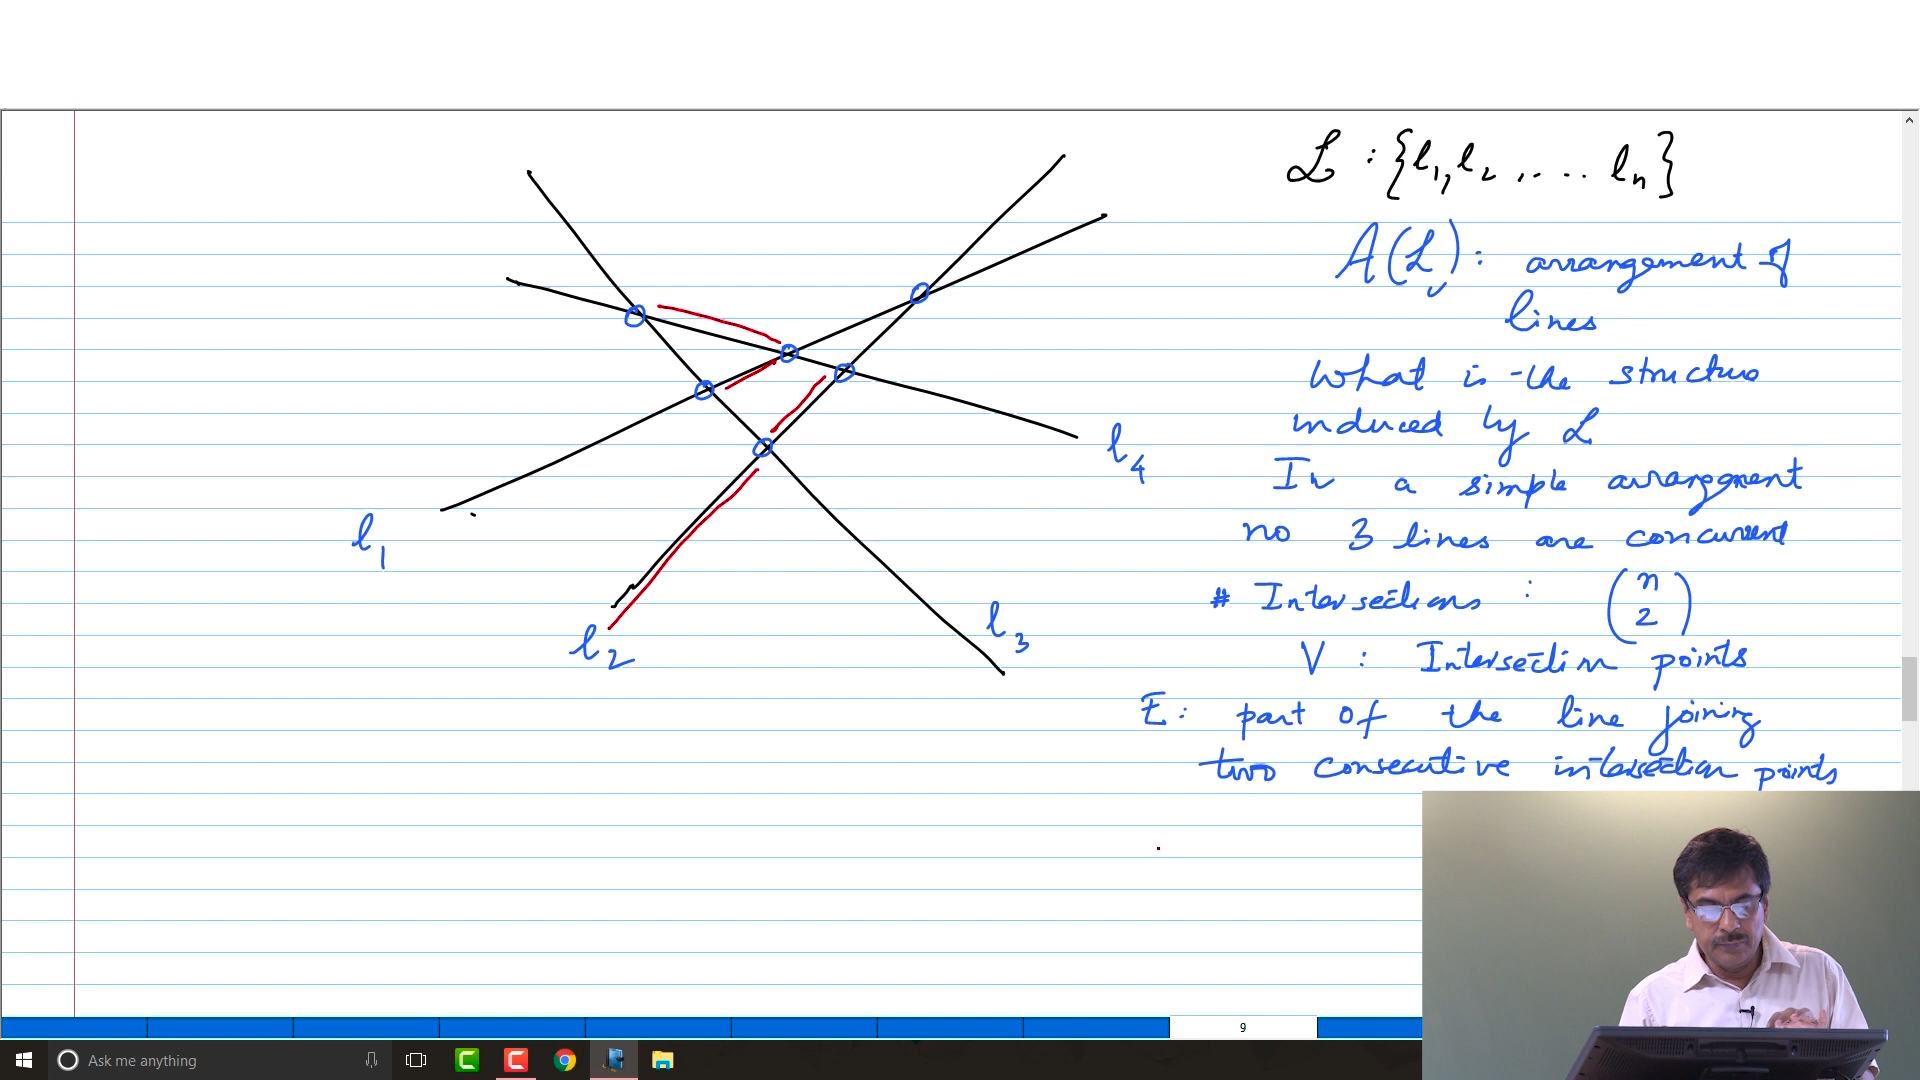 ℒ : {l1, l2, .... ln}
A(ℒ) : arrangement of
lines
What is the structure
induced by ℒ
In a simple arrangement
no 3 lines are concurrent
# Intersections : (n 2)
V : Intersection points
E : part of the line joining
two consecutive intersection points
l4
l1
l3
l2
9
Ask me anything